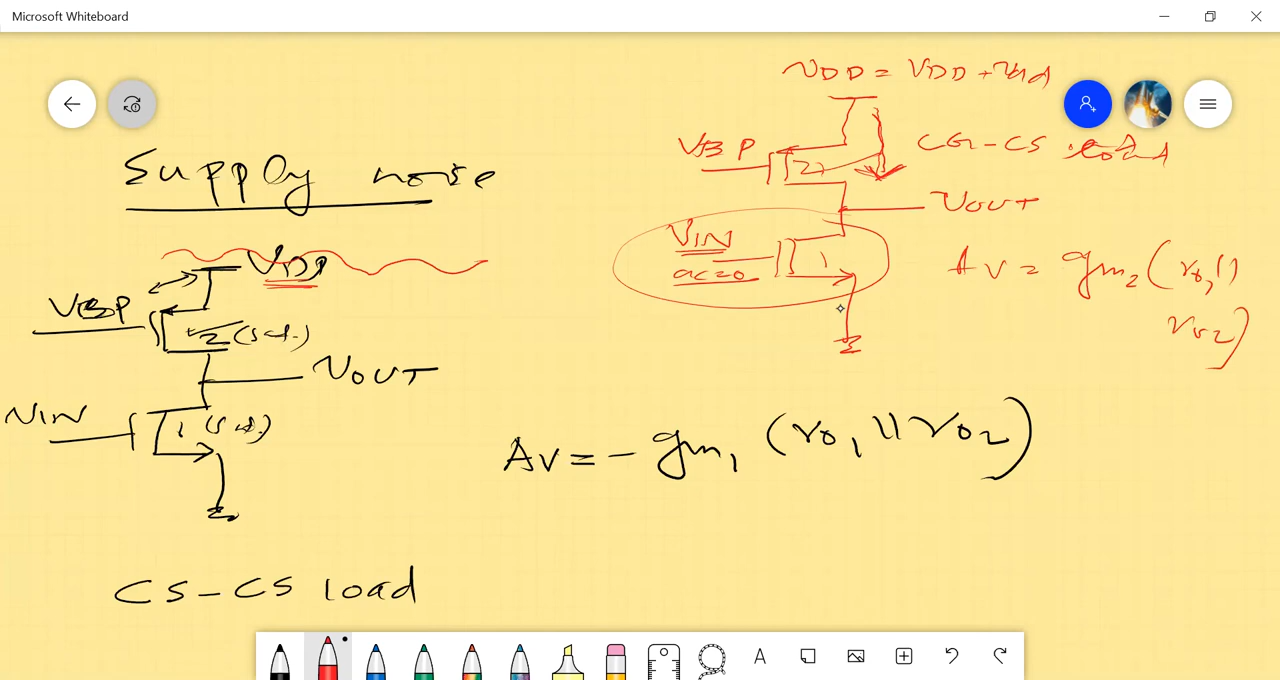 Microsoft Whiteboard
Supply noise
VDD
VBP
2 (sat.)
VOUT
VIN
1 (sat.)
CS-CS load
VDD = VDD + vdd
VBP
2
CG-CS load
VOUT
VIN
ac=0
1
Av = gm2 (ro1 ||
ro2)
Av = - gm1 (ro1 || ro2)
A